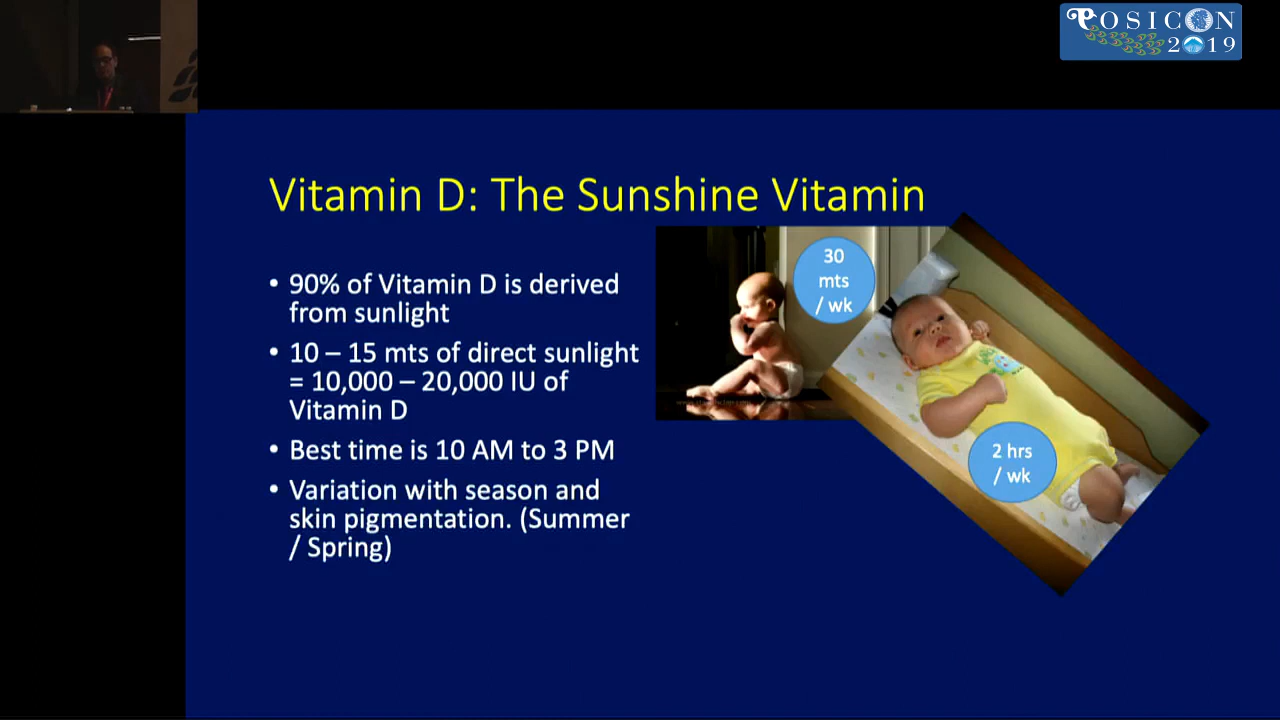 POSICON
2019
Vitamin D: The Sunshine Vitamin
• 90% of Vitamin D is derived
from sunlight
• 10 – 15 mts of direct sunlight
= 10,000 – 20,000 IU of
Vitamin D
• Best time is 10 AM to 3 PM
• Variation with season and
skin pigmentation. (Summer
/ Spring)
30
mts
/ wk
2 hrs
/ wk